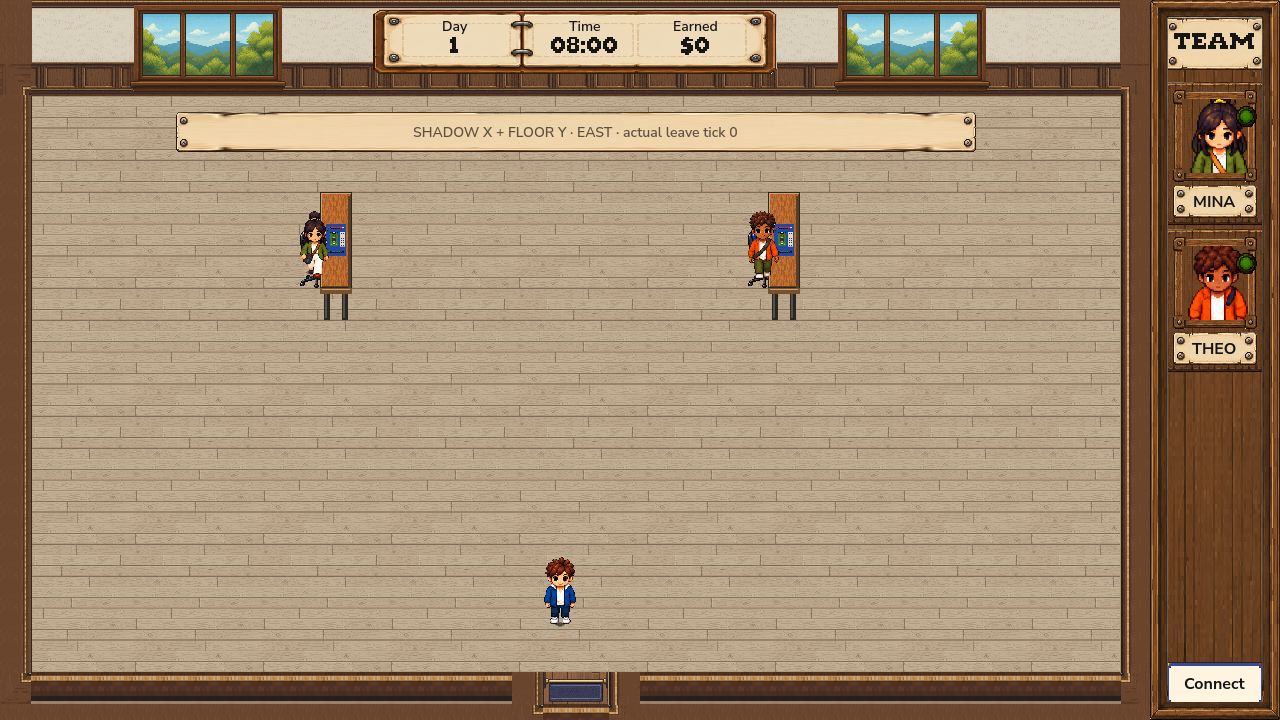 Day
1
Time
08:00
Earned
$0
TEAM
SHADOW X + FLOOR Y · EAST · actual leave tick 0
MINA
THEO
Connect